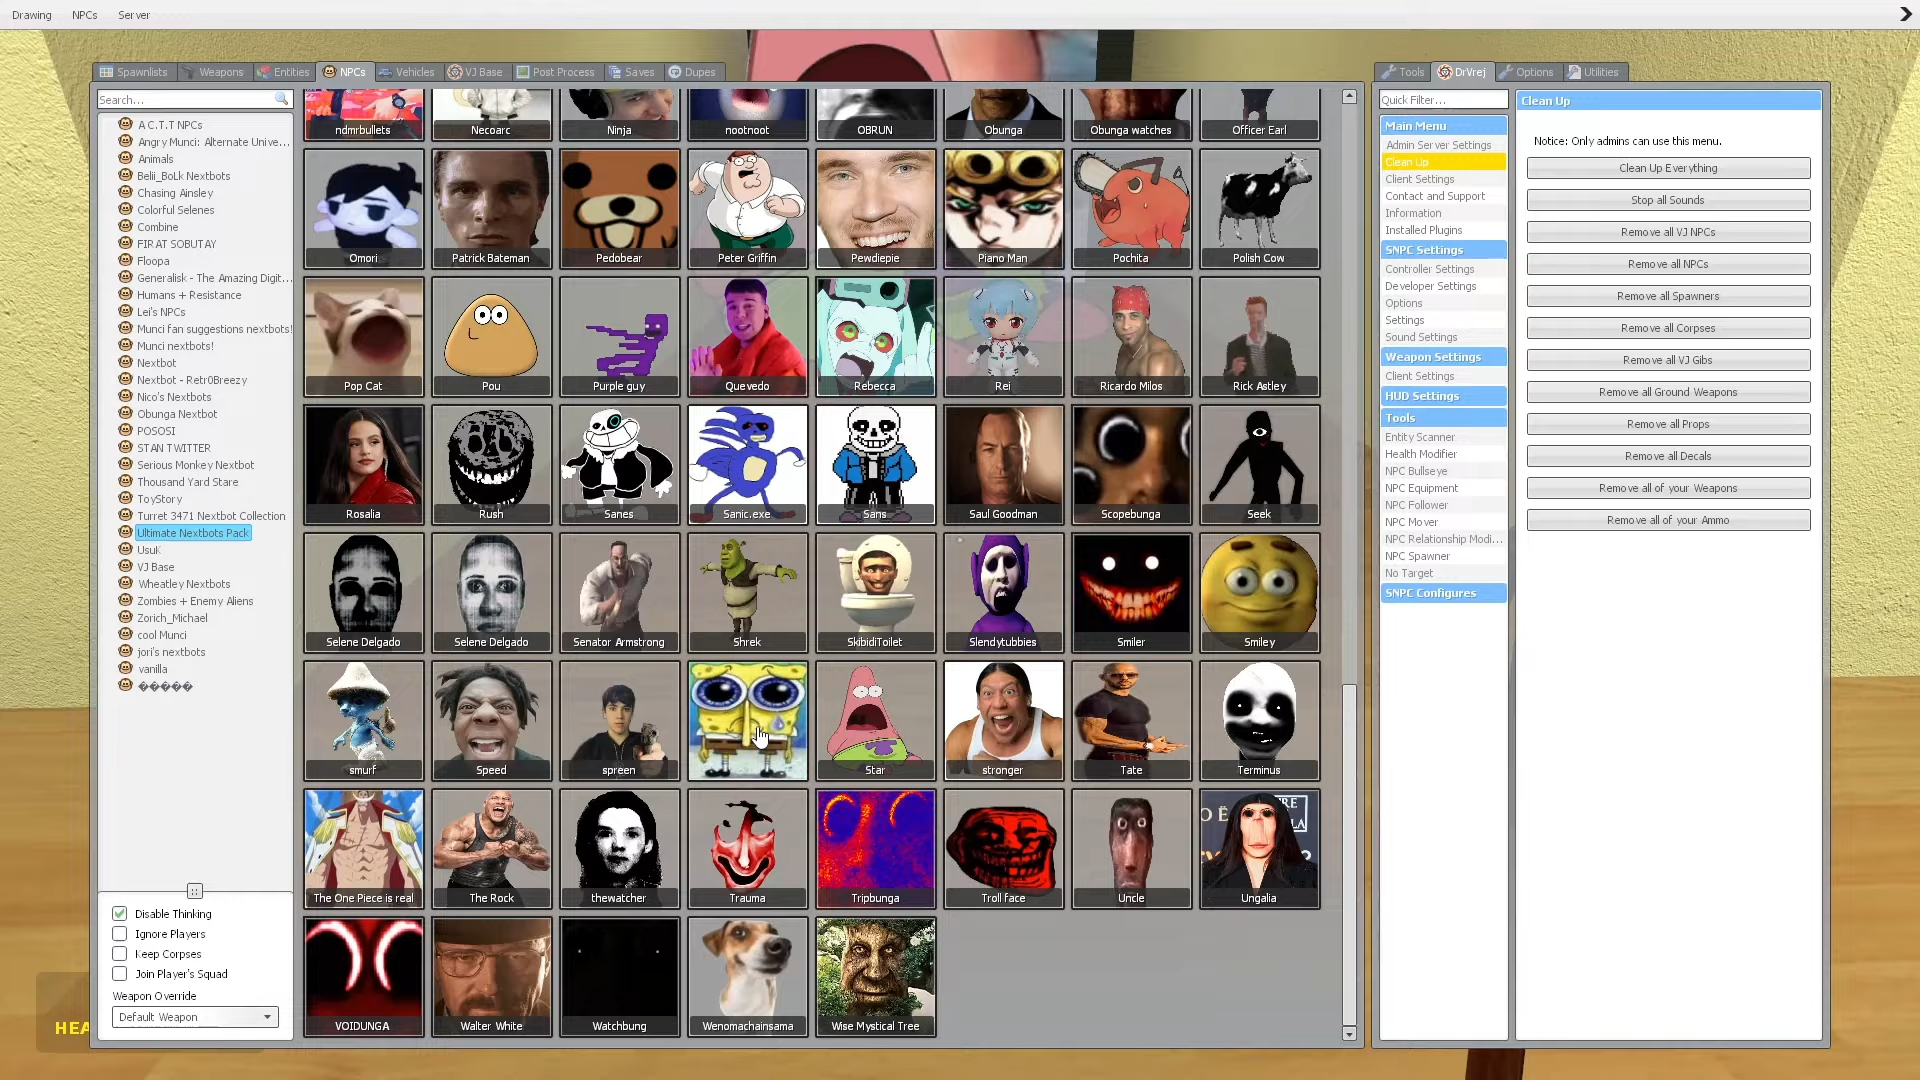 Drawing NPCs Server
Spawnlists Weapons Entities NPCs Vehicles VJ Base Post Process Saves Dupes
Tools DrVrej Options Utilities
Search...
A.C.T.T NPCs
Angry Munci: Alternate Unive...
Animals
Belii_BoLk Nextbots
Chasing Ainsley
Colorful Selenes
Combine
FIRAT SOBUTAY
Floopa
Generalisk - The Amazing Digit...
Humans + Resistance
Lei's NPCs
Munci fan suggestions nextbots!
Munci nextbots!
Nextbot
Nextbot - Retr0Breezy
Nico's Nextbots
Obunga Nextbot
POSOSI
STAN TWITTER
Serious Monkey Nextbot
Thousand Yard Stare
ToyStory
Turret 3471 Nextbot Collection
Ultimate Nextbots Pack
UsuK
VJ Base
Wheatley Nextbots
Zombies + Enemy Aliens
Zorich_Michael
cool Munci
jori's nextbots
vanilla
�����
Disable Thinking
Ignore Players
Keep Corpses
Join Player's Squad
Weapon Override
Default Weapon
HEA
ndmrbullets Necoarc Ninja nootnoot OBRUN Obunga Obunga watches Officer Earl
Omori Patrick Bateman Pedobear Peter Griffin Pewdiepie Piano Man Pochita Polish Cow
Pop Cat Pou Purple guy Quevedo Rebecca Rei Ricardo Milos Rick Astley
Rosalia Rush Sanes Sanic.exe Sans Saul Goodman Scopebunga Seek
Selene Delgado Selene Delgado Senator Armstrong Shrek SkibidiToilet Slendytubbies Smiler Smiley
smurf Speed spreen Star stronger Tate Terminus
The One Piece is real The Rock thewatcher Trauma Tripbunga Troll face Uncle Ungalia
VOIDUNGA Walter White Watchbung Wenomachainsama Wise Mystical Tree
Quick Filter...
Main Menu
Admin Server Settings
Clean Up
Client Settings
Contact and Support
Information
Installed Plugins
SNPC Settings
Controller Settings
Developer Settings
Options
Settings
Sound Settings
Weapon Settings
Client Settings
HUD Settings
Tools
Entity Scanner
Health Modifier
NPC Bullseye
NPC Equipment
NPC Follower
NPC Mover
NPC Relationship Modi...
NPC Spawner
No Target
SNPC Configures
Clean Up
Notice: Only admins can use this menu.
Clean Up Everything
Stop all Sounds
Remove all VJ NPCs
Remove all NPCs
Remove all Spawners
Remove all Corpses
Remove all VJ Gibs
Remove all Ground Weapons
Remove all Props
Remove all Decals
Remove all of your Weapons
Remove all of your Ammo